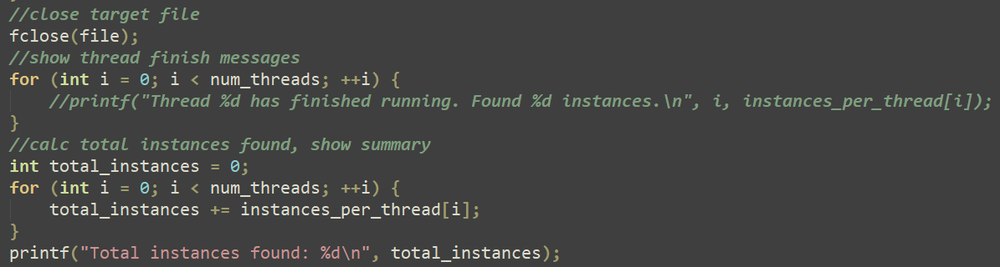 //close target file
fclose(file);
//show thread finish messages
for (int i = 0; i < num_threads; ++i) {
    //printf("Thread %d has finished running. Found %d instances.\n", i, instances_per_thread[i]);
}
//calc total instances found, show summary
int total_instances = 0;
for (int i = 0; i < num_threads; ++i) {
    total_instances += instances_per_thread[i];
}
printf("Total instances found: %d\n", total_instances);